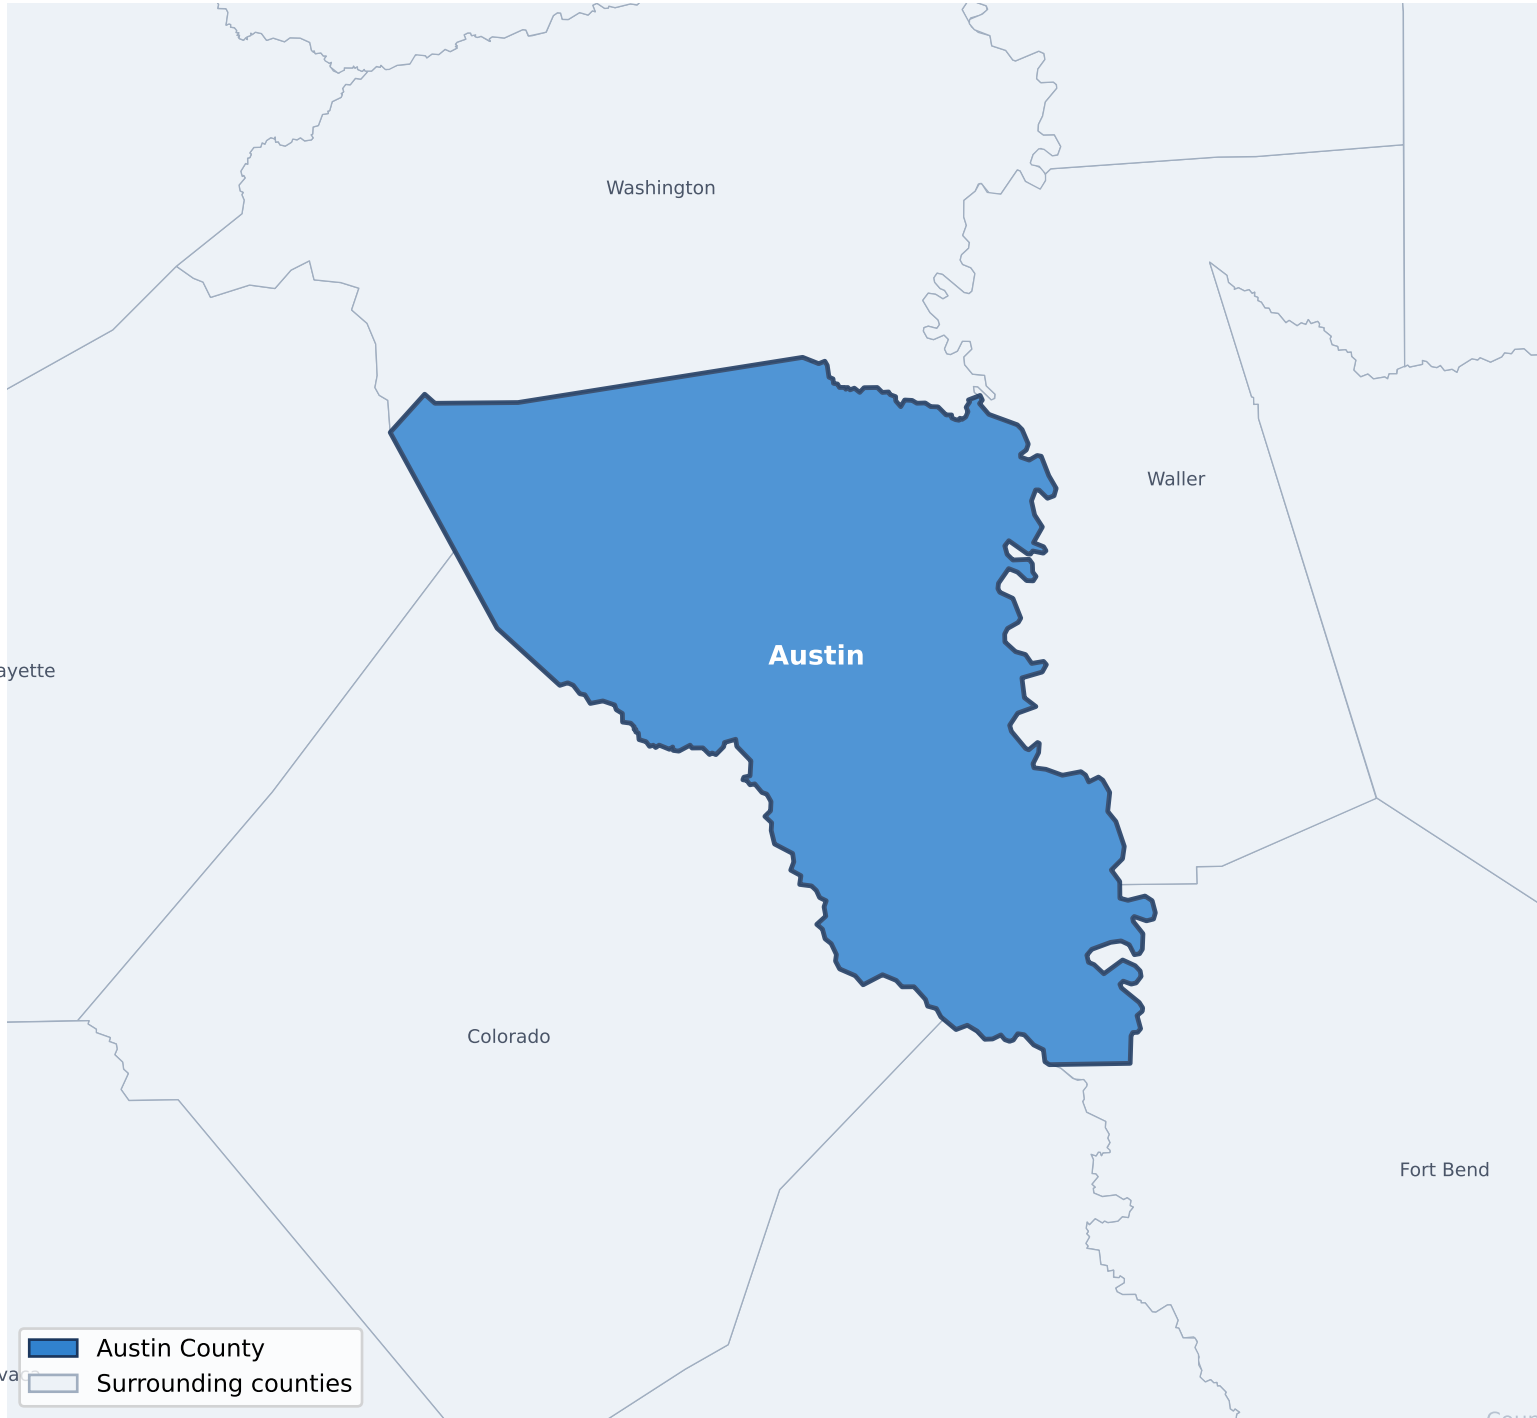 Washington
Waller
Austin
ayette
Colorado
Fort Bend
Austin County
Surrounding counties